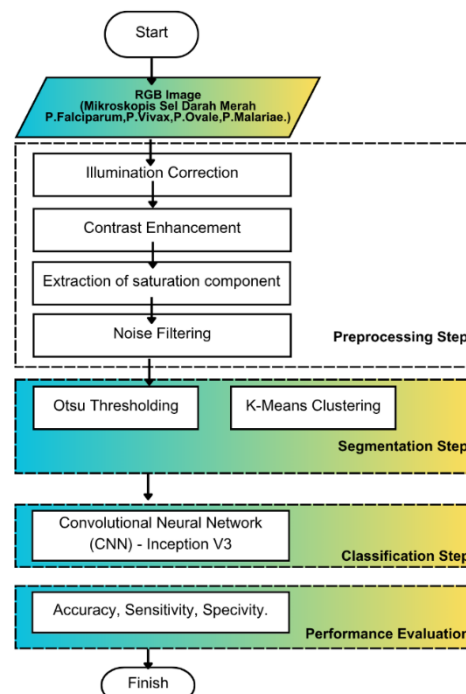 Start
RGB Image
(Mikroskopis Sel Darah Merah
P.Falciparum,P.Vivax,P.Ovale,P.Malariae.)
Illumination Correction
Contrast Enhancement
Extraction of saturation component
Noise Filtering
Preprocessing Step
Otsu Thresholding
K-Means Clustering
Segmentation Step
Convolutional Neural Network
(CNN) - Inception V3
Classification Step
Accuracy, Sensitivity, Specivity.
Performance Evaluation
Finish